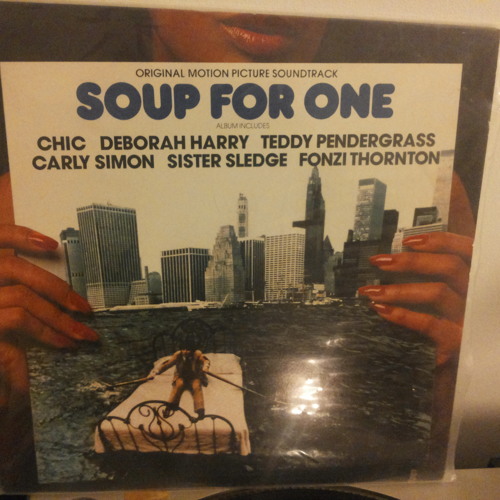 ORIGINAL MOTION PICTURE SOUNDTRACK
SOUP FOR ONE
ALBUM INCLUDES
CHIC DEBORAH HARRY TEDDY PENDERGRASS
CARLY SIMON SISTER SLEDGE FONZI THORNTON